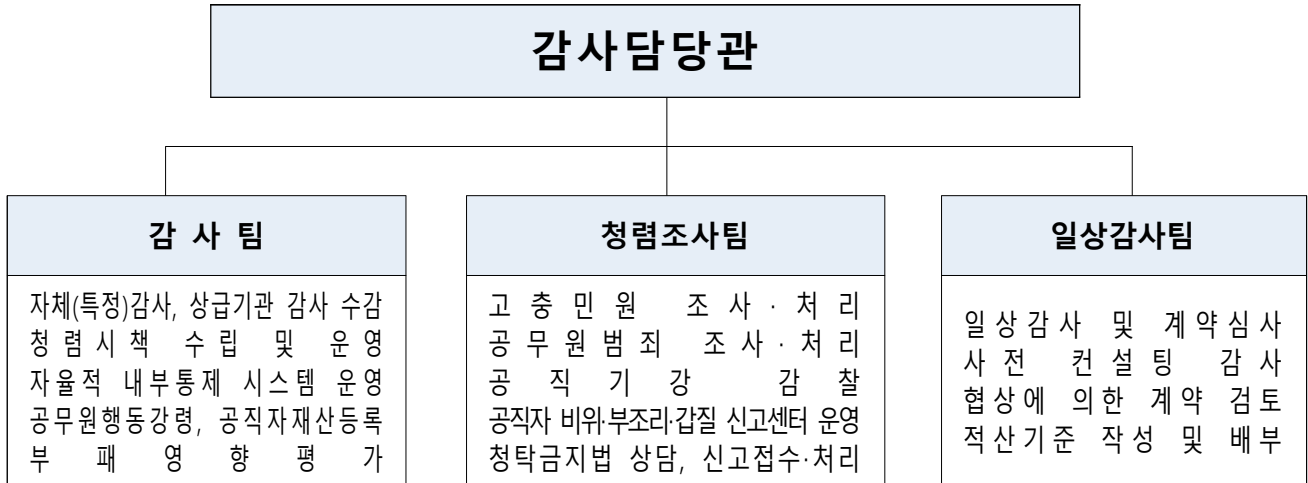 감사담당관
감 사 팀
자체(특정)감사, 상급기관 감사 수감
청렴시책 수립 및 운영
자율적 내부통제 시스템 운영
공무원행동강령, 공직자재산등록
부 패 영 향 평 가
청렴조사팀
고충민원 조사·처리
공무원범죄 조사·처리
공 직 기 강 감 찰
공직자 비위·부조리·갑질 신고센터 운영
청탁금지법 상담, 신고접수·처리
일상감사팀
일상감사 및 계약심사
사전 컨설팅 감사
협상에 의한 계약 검토
적산기준 작성 및 배부